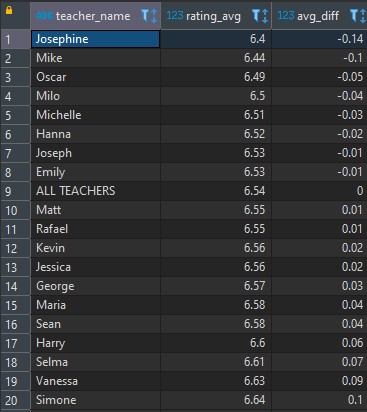 ABC teacher_name 123 rating_avg 123 avg_diff
1 Josephine 6.4 -0.14
2 Mike 6.44 -0.1
3 Oscar 6.49 -0.05
4 Milo 6.5 -0.04
5 Michelle 6.51 -0.03
6 Hanna 6.52 -0.02
7 Joseph 6.53 -0.01
8 Emily 6.53 -0.01
9 ALL TEACHERS 6.54 0
10 Matt 6.55 0.01
11 Rafael 6.55 0.01
12 Kevin 6.56 0.02
13 Jessica 6.56 0.02
14 George 6.57 0.03
15 Maria 6.58 0.04
16 Sean 6.58 0.04
17 Harry 6.6 0.06
18 Selma 6.61 0.07
19 Vanessa 6.63 0.09
20 Simone 6.64 0.1